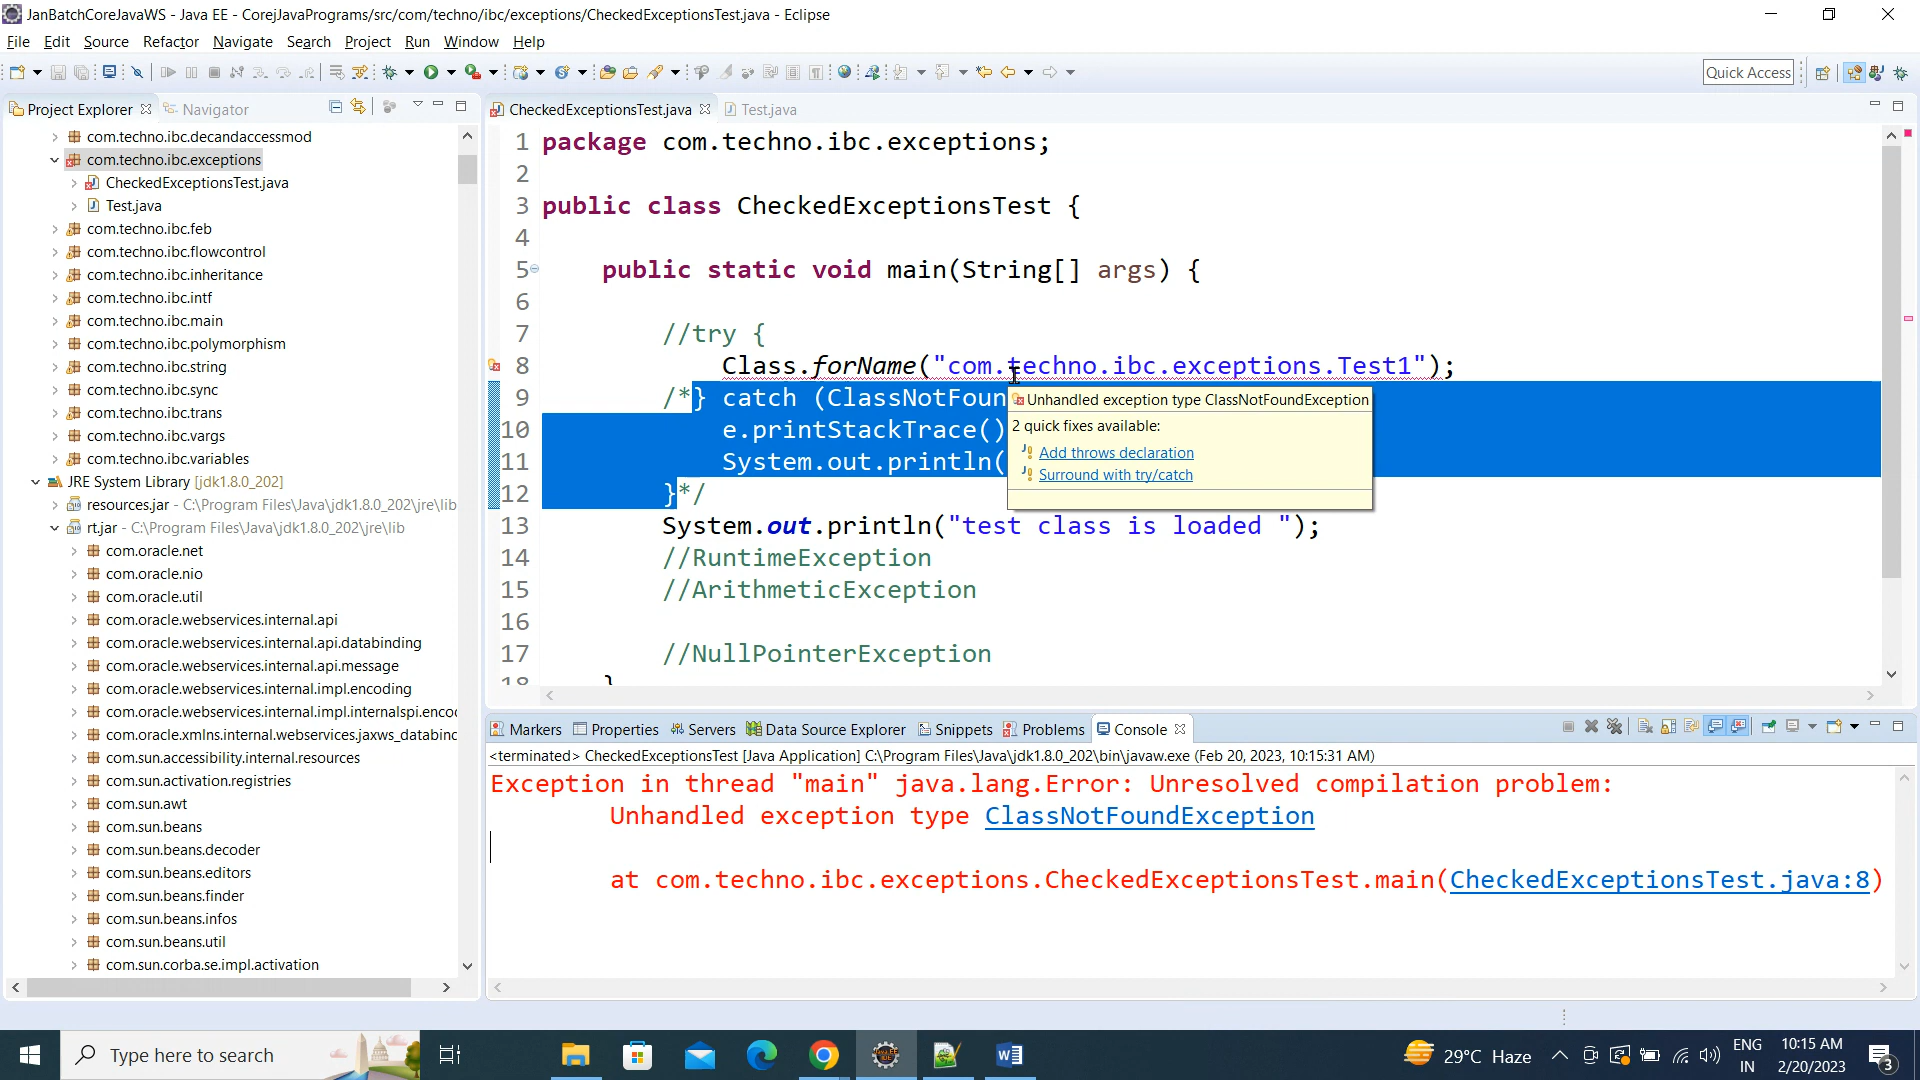 JanBatchCoreJavaWS - Java EE - CorejJavaPrograms/src/com/techno/ibc/exceptions/CheckedExceptionsTest.java - Eclipse
File Edit Source Refactor Navigate Search Project Run Window Help
Quick Access
Project Explorer
Navigator
com.techno.ibc.decandaccessmod
com.techno.ibc.exceptions
CheckedExceptionsTest.java
Test.java
com.techno.ibc.feb
com.techno.ibc.flowcontrol
com.techno.ibc.inheritance
com.techno.ibc.intf
com.techno.ibc.main
com.techno.ibc.polymorphism
com.techno.ibc.string
com.techno.ibc.sync
com.techno.ibc.trans
com.techno.ibc.vargs
com.techno.ibc.variables
JRE System Library [jdk1.8.0_202]
resources.jar - C:\Program Files\Java\jdk1.8.0_202\jre\lib
rt.jar - C:\Program Files\Java\jdk1.8.0_202\jre\lib
com.oracle.net
com.oracle.nio
com.oracle.util
com.oracle.webservices.internal.api
com.oracle.webservices.internal.api.databinding
com.oracle.webservices.internal.api.message
com.oracle.webservices.internal.impl.encoding
com.oracle.webservices.internal.impl.internalspi.enco
com.oracle.xmlns.internal.webservices.jaxws_databind
com.sun.accessibility.internal.resources
com.sun.activation.registries
com.sun.awt
com.sun.beans
com.sun.beans.decoder
com.sun.beans.editors
com.sun.beans.finder
com.sun.beans.infos
com.sun.beans.util
com.sun.corba.se.impl.activation
CheckedExceptionsTest.java
Test.java
1 package com.techno.ibc.exceptions;
2
3 public class CheckedExceptionsTest {
4
5 public static void main(String[] args) {
6
7 //try {
8 Class.forName("com.techno.ibc.exceptions.Test1");
9 /*} catch (ClassNotFoun
10 e.printStackTrace()
11 System.out.println(
12 }*/
13 System.out.println("test class is loaded ");
14 //RuntimeException
15 //ArithmeticException
16
17 //NullPointerException
18 }
Unhandled exception type ClassNotFoundException
2 quick fixes available:
Add throws declaration
Surround with try/catch
Markers Properties Servers Data Source Explorer Snippets Problems Console
<terminated> CheckedExceptionsTest [Java Application] C:\Program Files\Java\jdk1.8.0_202\bin\javaw.exe (Feb 20, 2023, 10:15:31 AM)
Exception in thread "main" java.lang.Error: Unresolved compilation problem:
Unhandled exception type ClassNotFoundException
at com.techno.ibc.exceptions.CheckedExceptionsTest.main(CheckedExceptionsTest.java:8)
Type here to search
29°C Haze
ENG
IN
10:15 AM
2/20/2023
3